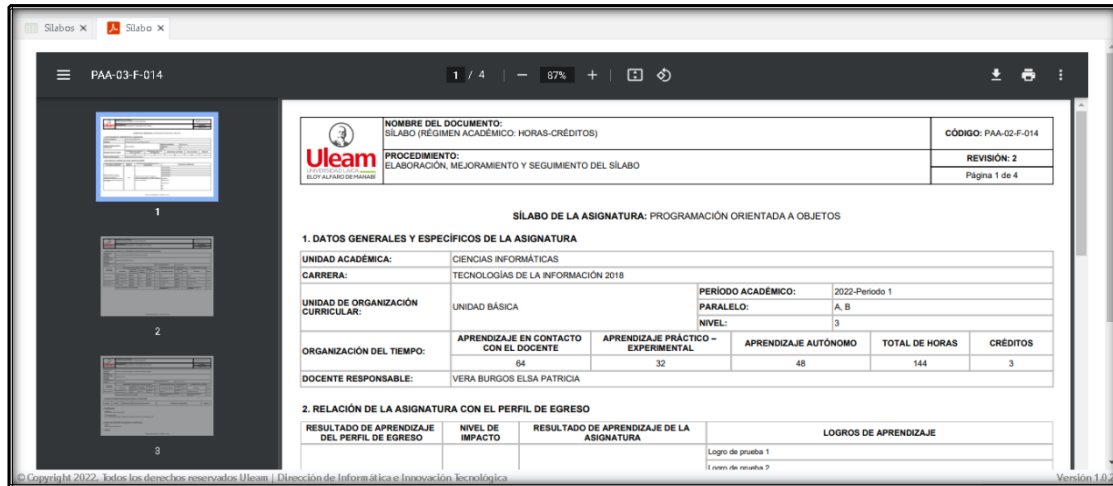 Sílabos ×
Sílabo ×
PAA-03-F-014
1 / 4
87%
1
2
3
Uleam
UNIVERSIDAD LAICA
ELOY ALFARO DE MANABÍ
NOMBRE DEL DOCUMENTO:
SÍLABO (RÉGIMEN ACADÉMICO: HORAS-CRÉDITOS)
CÓDIGO: PAA-02-F-014
PROCEDIMIENTO:
ELABORACIÓN, MEJORAMIENTO Y SEGUIMIENTO DEL SÍLABO
REVISIÓN: 2
Página 1 de 4
SÍLABO DE LA ASIGNATURA: PROGRAMACIÓN ORIENTADA A OBJETOS
1. DATOS GENERALES Y ESPECÍFICOS DE LA ASIGNATURA
UNIDAD ACADÉMICA: CIENCIAS INFORMÁTICAS
CARRERA: TECNOLOGÍAS DE LA INFORMACIÓN 2018
UNIDAD DE ORGANIZACIÓN
CURRICULAR:
UNIDAD BÁSICA
PERÍODO ACADÉMICO: 2022-Periodo 1
PARALELO: A, B
NIVEL: 3
ORGANIZACIÓN DEL TIEMPO:
APRENDIZAJE EN CONTACTO
CON EL DOCENTE
APRENDIZAJE PRÁCTICO –
EXPERIMENTAL
APRENDIZAJE AUTÓNOMO
TOTAL DE HORAS
CRÉDITOS
64 32 48 144 3
DOCENTE RESPONSABLE: VERA BURGOS ELSA PATRICIA
2. RELACIÓN DE LA ASIGNATURA CON EL PERFIL DE EGRESO
RESULTADO DE APRENDIZAJE
DEL PERFIL DE EGRESO
NIVEL DE
IMPACTO
RESULTADO DE APRENDIZAJE DE LA
ASIGNATURA
LOGROS DE APRENDIZAJE
Logro de prueba 1
Logro de prueba 2
© Copyright 2022, Todos los derechos reservados Uleam | Dirección de Informática e Innovación Tecnológica
Versión 1.0.2